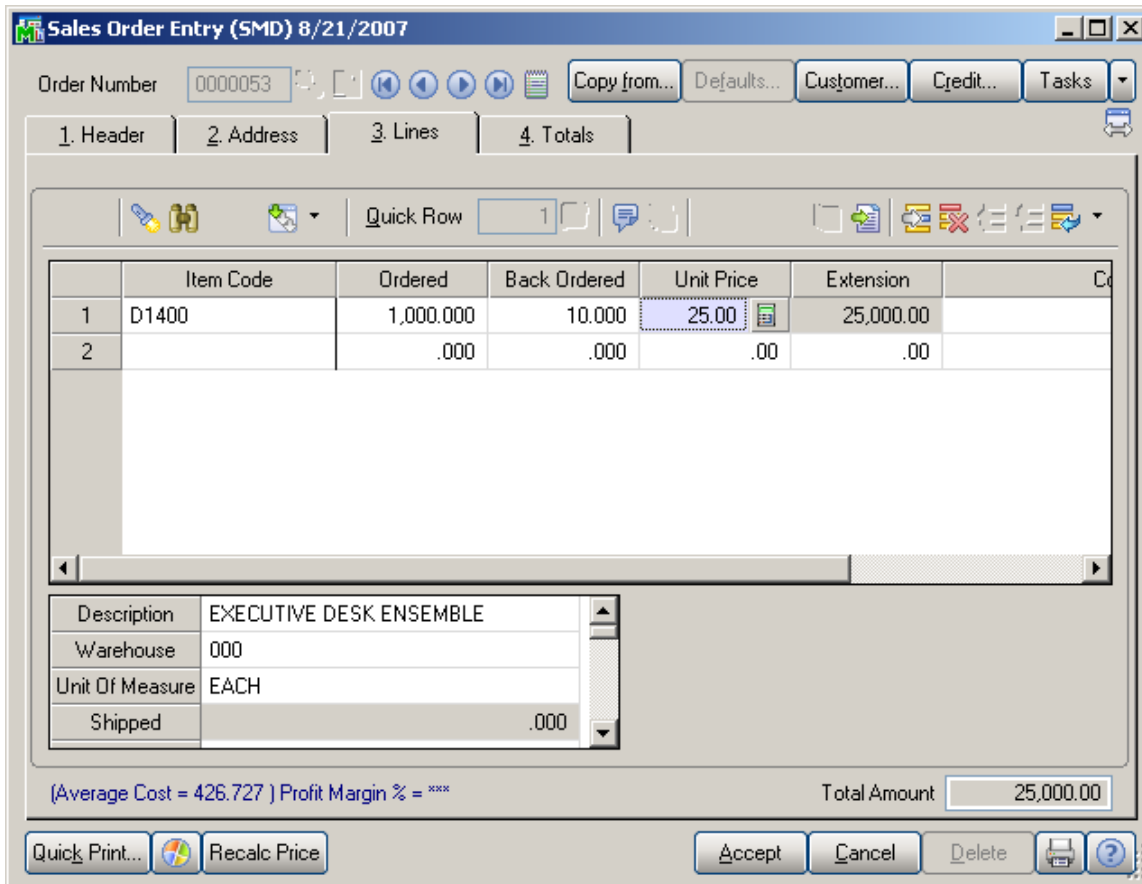 Sales Order Entry (SMD) 8/21/2007
Order Number 0000053 Copy from... Defaults... Customer... Credit... Tasks
1. Header 2. Address 3. Lines 4. Totals
Quick Row 1
Item Code Ordered Back Ordered Unit Price Extension Co
1 D1400 1,000.000 10.000 25.00 25,000.00
2 .000 .000 .00 .00
Description EXECUTIVE DESK ENSEMBLE
Warehouse 000
Unit Of Measure EACH
Shipped .000
(Average Cost = 426.727 ) Profit Margin % = *** Total Amount 25,000.00
Quick Print... Recalc Price Accept Cancel Delete